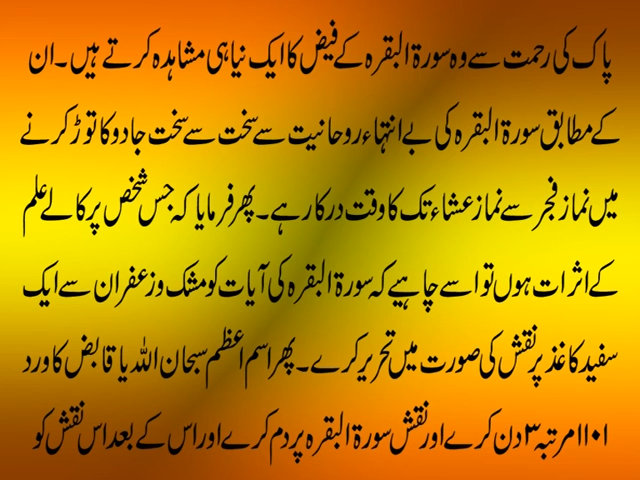 پاک کی رحمت سے وہ سورۃ البقرہ کے فیض کا ایک نیا ہی مشاہدہ کرتے ہیں۔ ان
کے مطابق سورۃ البقرہ کی بے انتہاء روحانیت سے سخت سے سخت جادو کا توڑ کرنے
میں نماز فجر سے نماز عشاء تک کا وقت درکار ہے۔ پھر فرمایا کہ جس شخص پر کالے علم
کے اثرات ہوں تو اسے چاہیے کہ سورۃ البقرہ کی آیات کو مشک و زعفران سے ایک
سفید کاغذ پر نقش کی صورت میں تحریر کرے۔ پھر اسم اعظم سبحان اللہ یا قابض کا ورد
۱۱۰۱ مرتبہ ۳ دن کرے اور نقش سورۃ البقرہ پر دم کرے اور اس کے بعد اس نقش کو